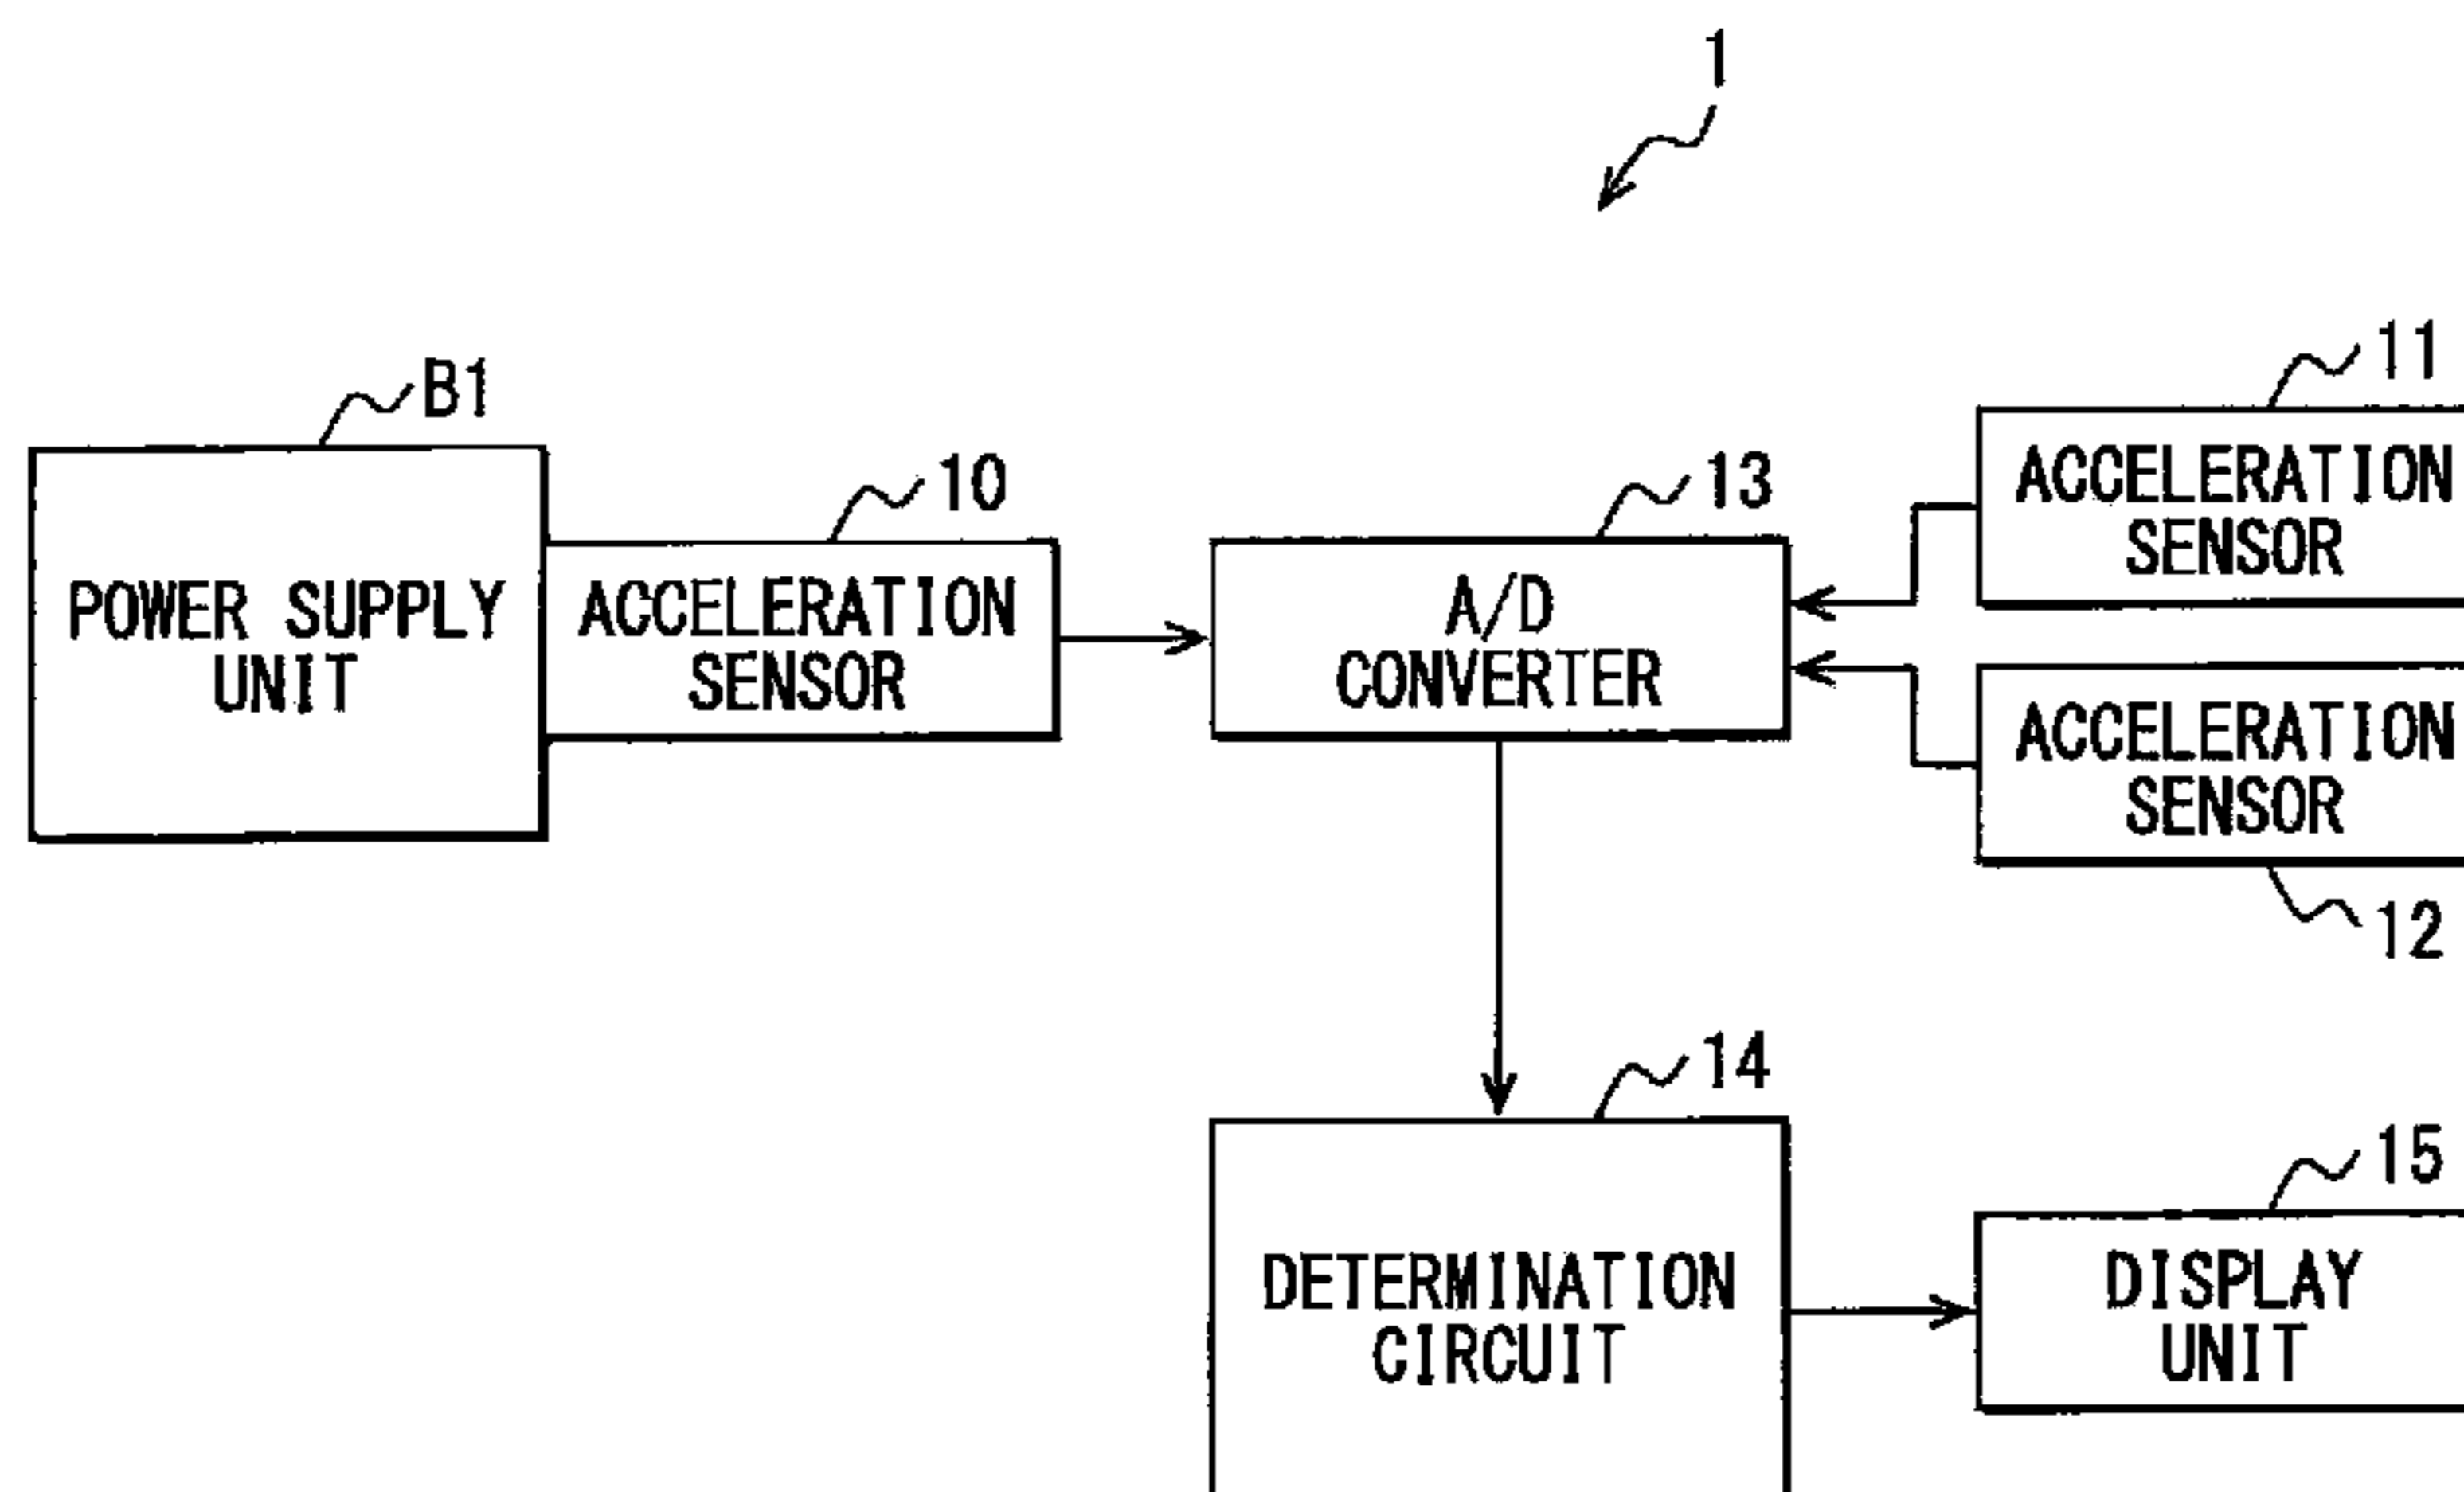 1
B1
10
13
11
POWER SUPPLY
UNIT
ACCELERATION
SENSOR
A/D
CONVERTER
ACCELERATION
SENSOR
ACCELERATION
SENSOR
12
14
15
DETERMINATION
CIRCUIT
DISPLAY
UNIT